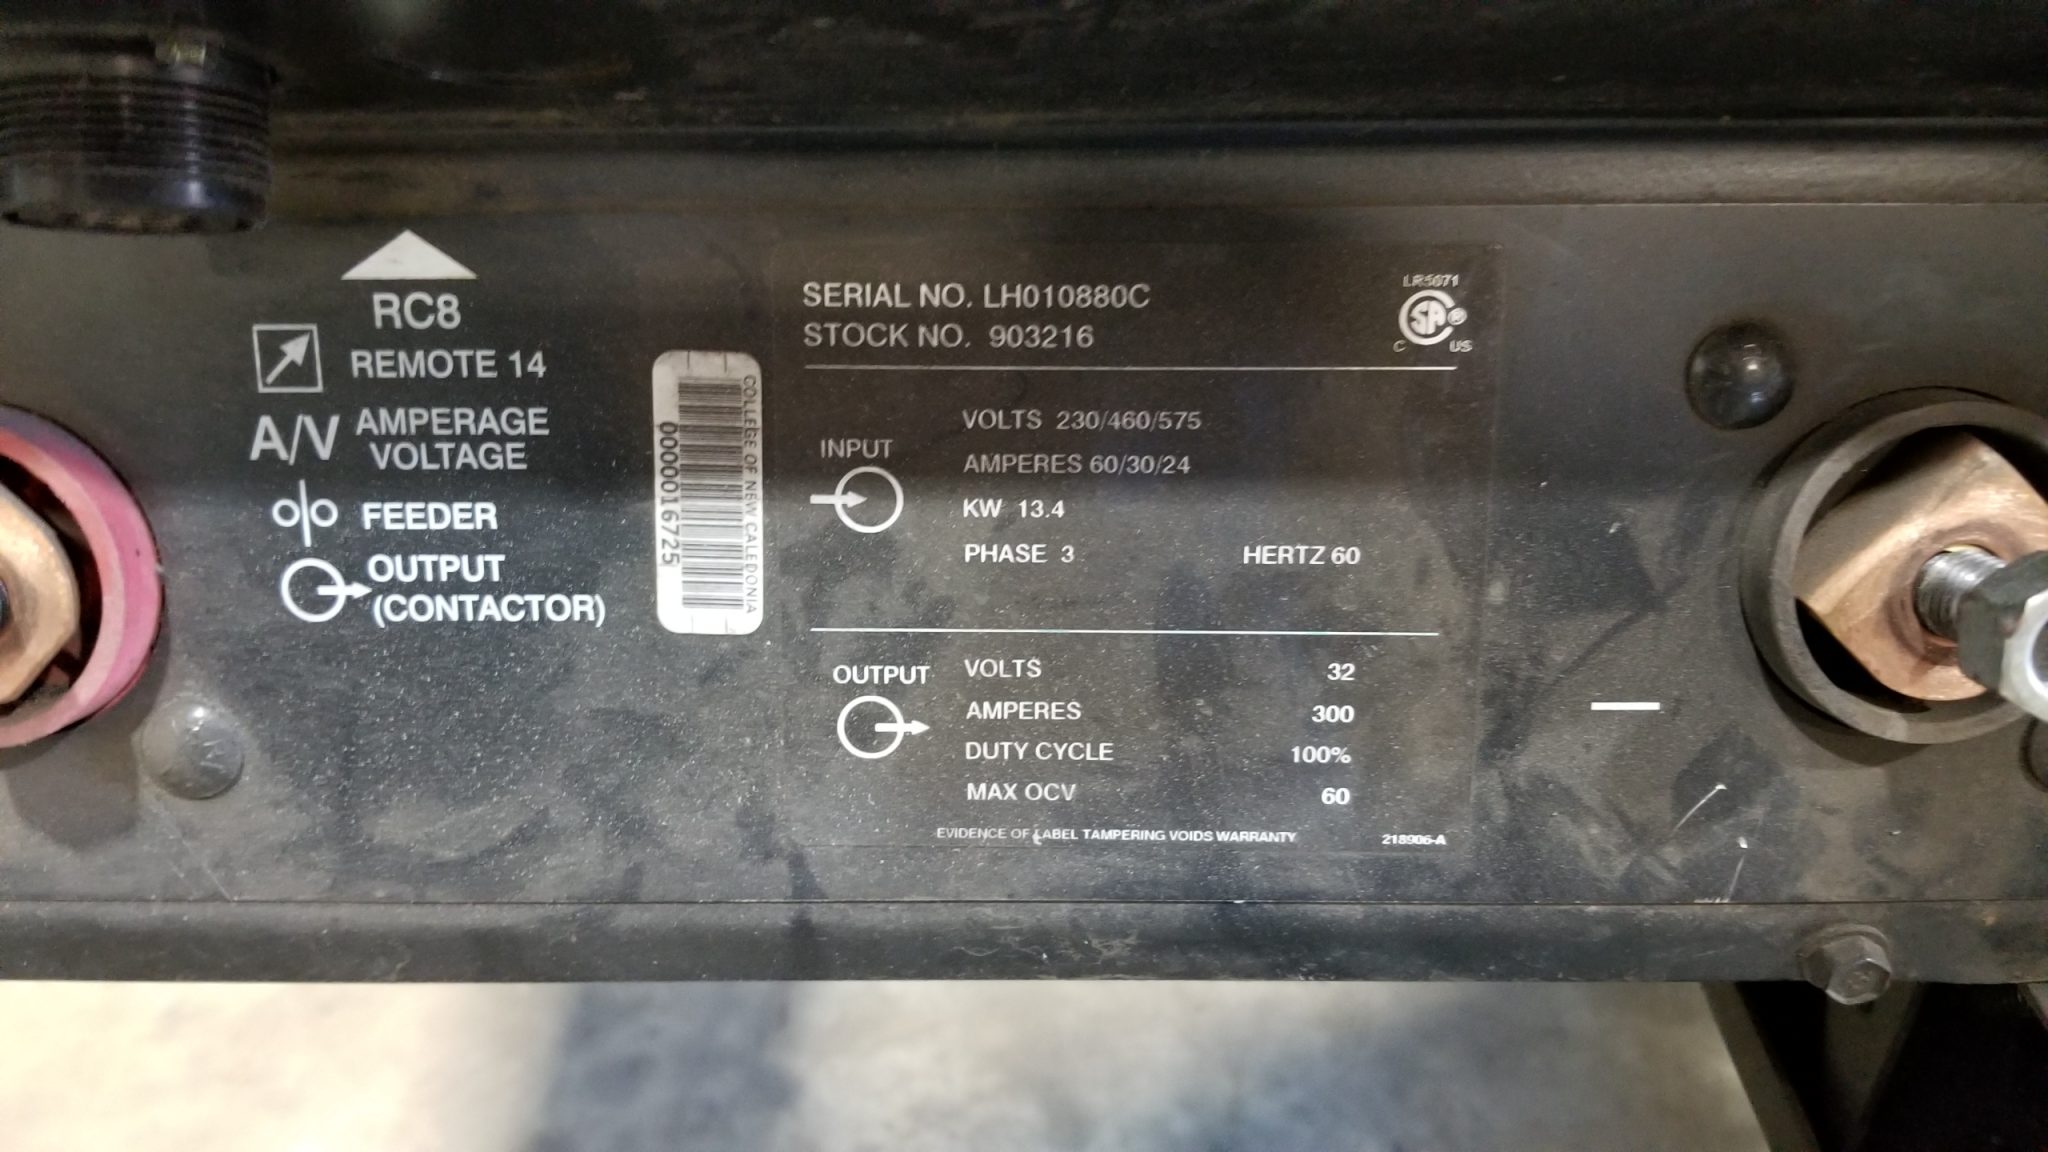 RC8
REMOTE 14
A/V AMPERAGE
VOLTAGE
FEEDER
OUTPUT
(CONTACTOR)
COLLEGE OF NEW CALEDONIA
0000016725
SERIAL NO. LH010880C
STOCK NO. 903216
LR5071
SA®
C US
INPUT
VOLTS 230/460/575
AMPERES 60/30/24
KW 13.4
PHASE 3 HERTZ 60
OUTPUT
VOLTS 32
AMPERES 300
DUTY CYCLE 100%
MAX OCV 60
EVIDENCE OF LABEL TAMPERING VOIDS WARRANTY 218906-A